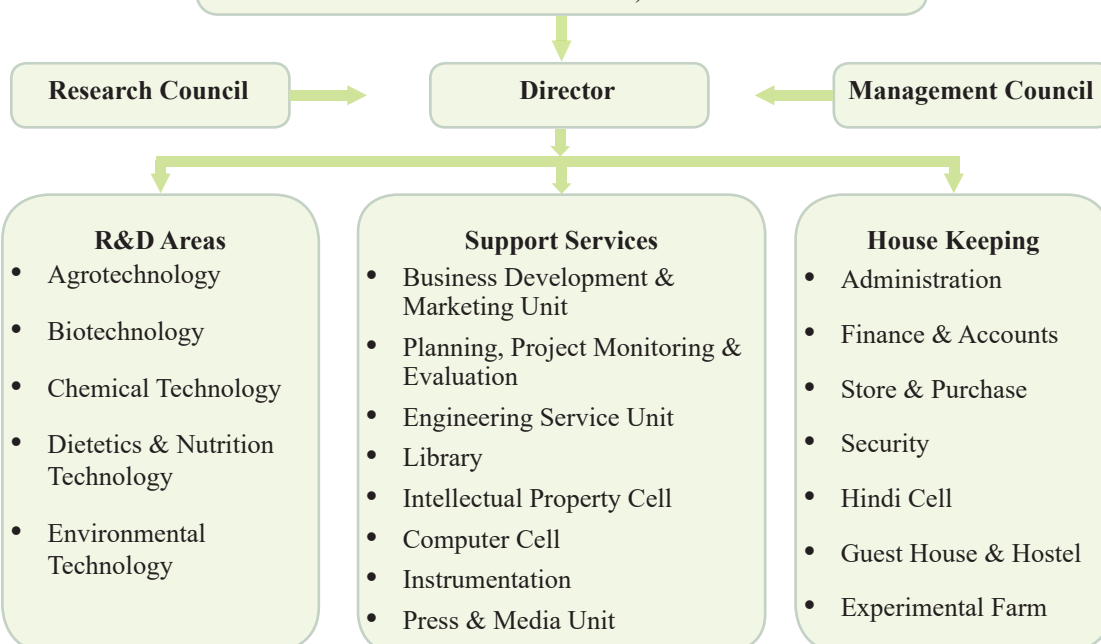 Research Council
Director
Management Council
R&D Areas
• Agrotechnology
• Biotechnology
• Chemical Technology
• Dietetics & Nutrition
Technology
• Environmental
Technology
Support Services
• Business Development &
Marketing Unit
• Planning, Project Monitoring &
Evaluation
• Engineering Service Unit
• Library
• Intellectual Property Cell
• Computer Cell
• Instrumentation
• Press & Media Unit
House Keeping
• Administration
• Finance & Accounts
• Store & Purchase
• Security
• Hindi Cell
• Guest House & Hostel
• Experimental Farm